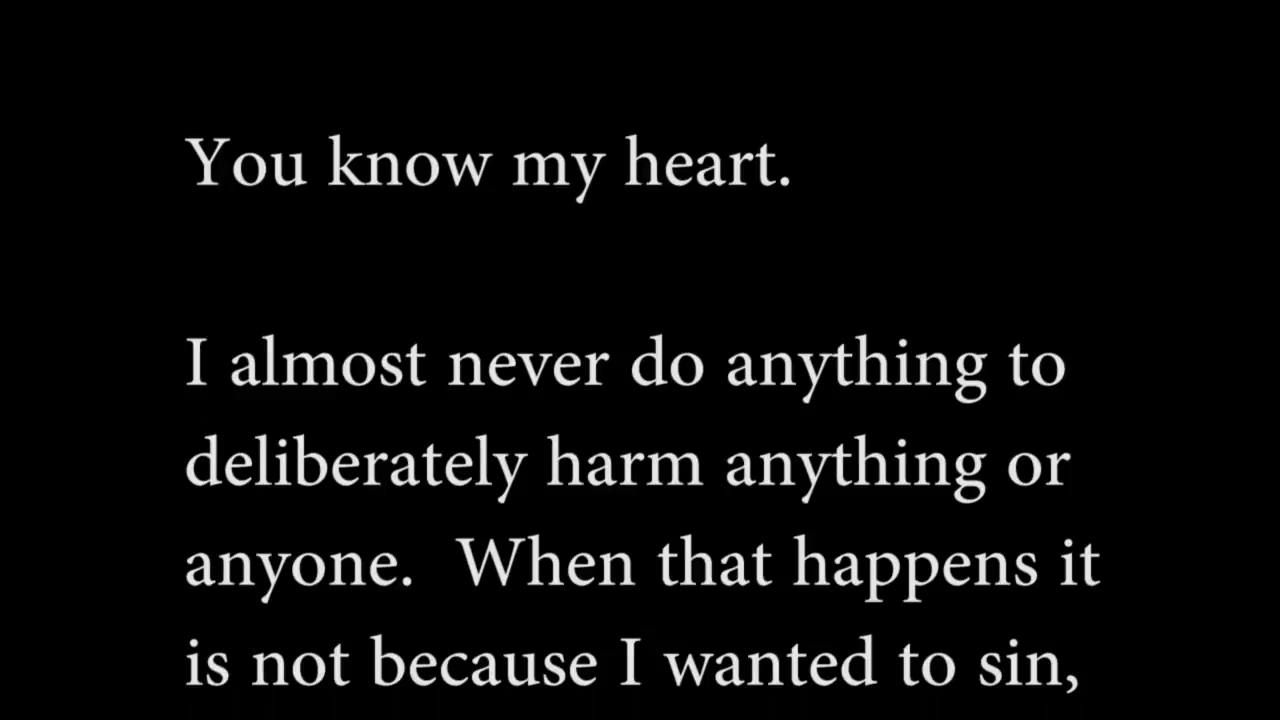 You know my heart.
I almost never do anything to
deliberately harm anything or
anyone.  When that happens it
is not because I wanted to sin,